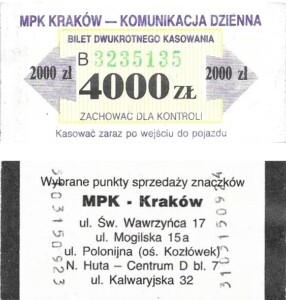 MPK KRAKÓW — KOMUNIKACJA DZIENNA
BILET DWUKROTNEGO KASOWANIA
B 3235135
2000 zł 4000 ZŁ 2000 zł
ZACHOWAĆ DLA KONTROLI
Kasować zaraz po wejściu do pojazdu
Wybrane punkty sprzedaży znaczków
MPK - Kraków
ul. Św. Wawrzyńca 17
ul. Mogilska 15a
ul. Polonijna (oś. Kozłówek)
N. Huta – Centrum D bl. 7
ul. Kalwaryjska 32